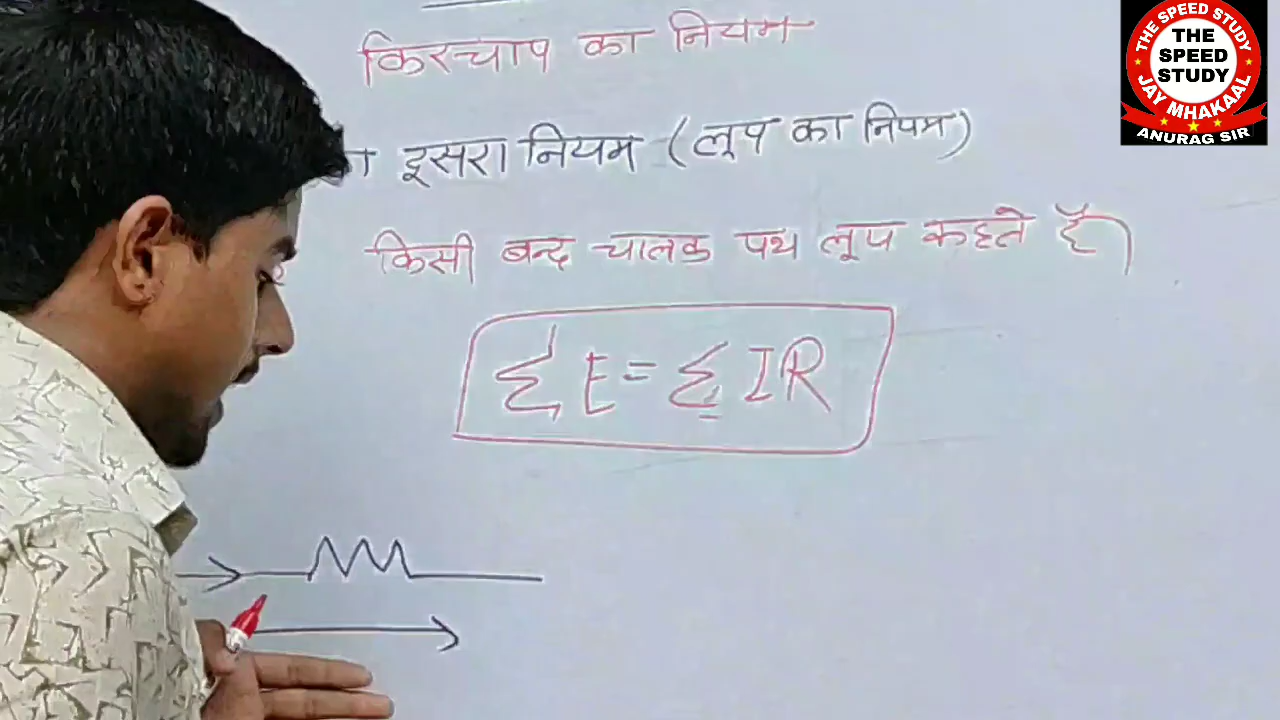 किरचाप का नियम
THE SPEED STUDY
THE
SPEED
STUDY
JAY MHAKAAL
ANURAG SIR
दूसरा नियम (लूप का नियम)
किसी बन्द चालक पथ लूप कहते हैं।
∑E = ∑IR